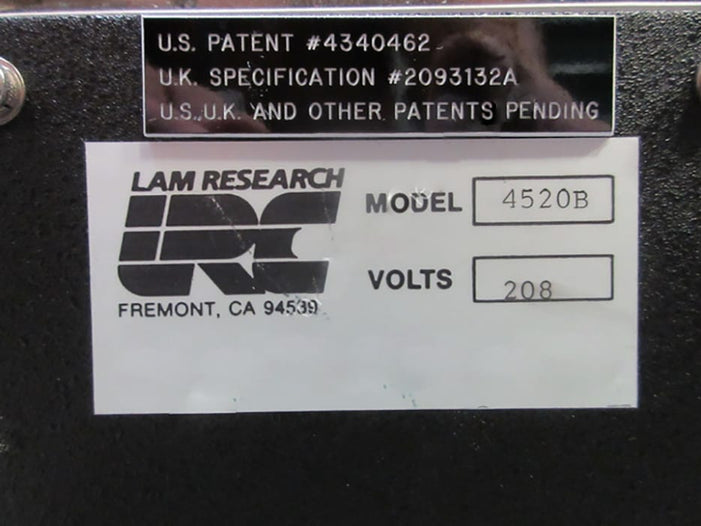 U.S. PATENT #4340462
U.K. SPECIFICATION #2093132A
U.S.,U.K. AND OTHER PATENTS PENDING
LAM RESEARCH
LRC
FREMONT, CA 94539
MODEL 4520B
VOLTS 208